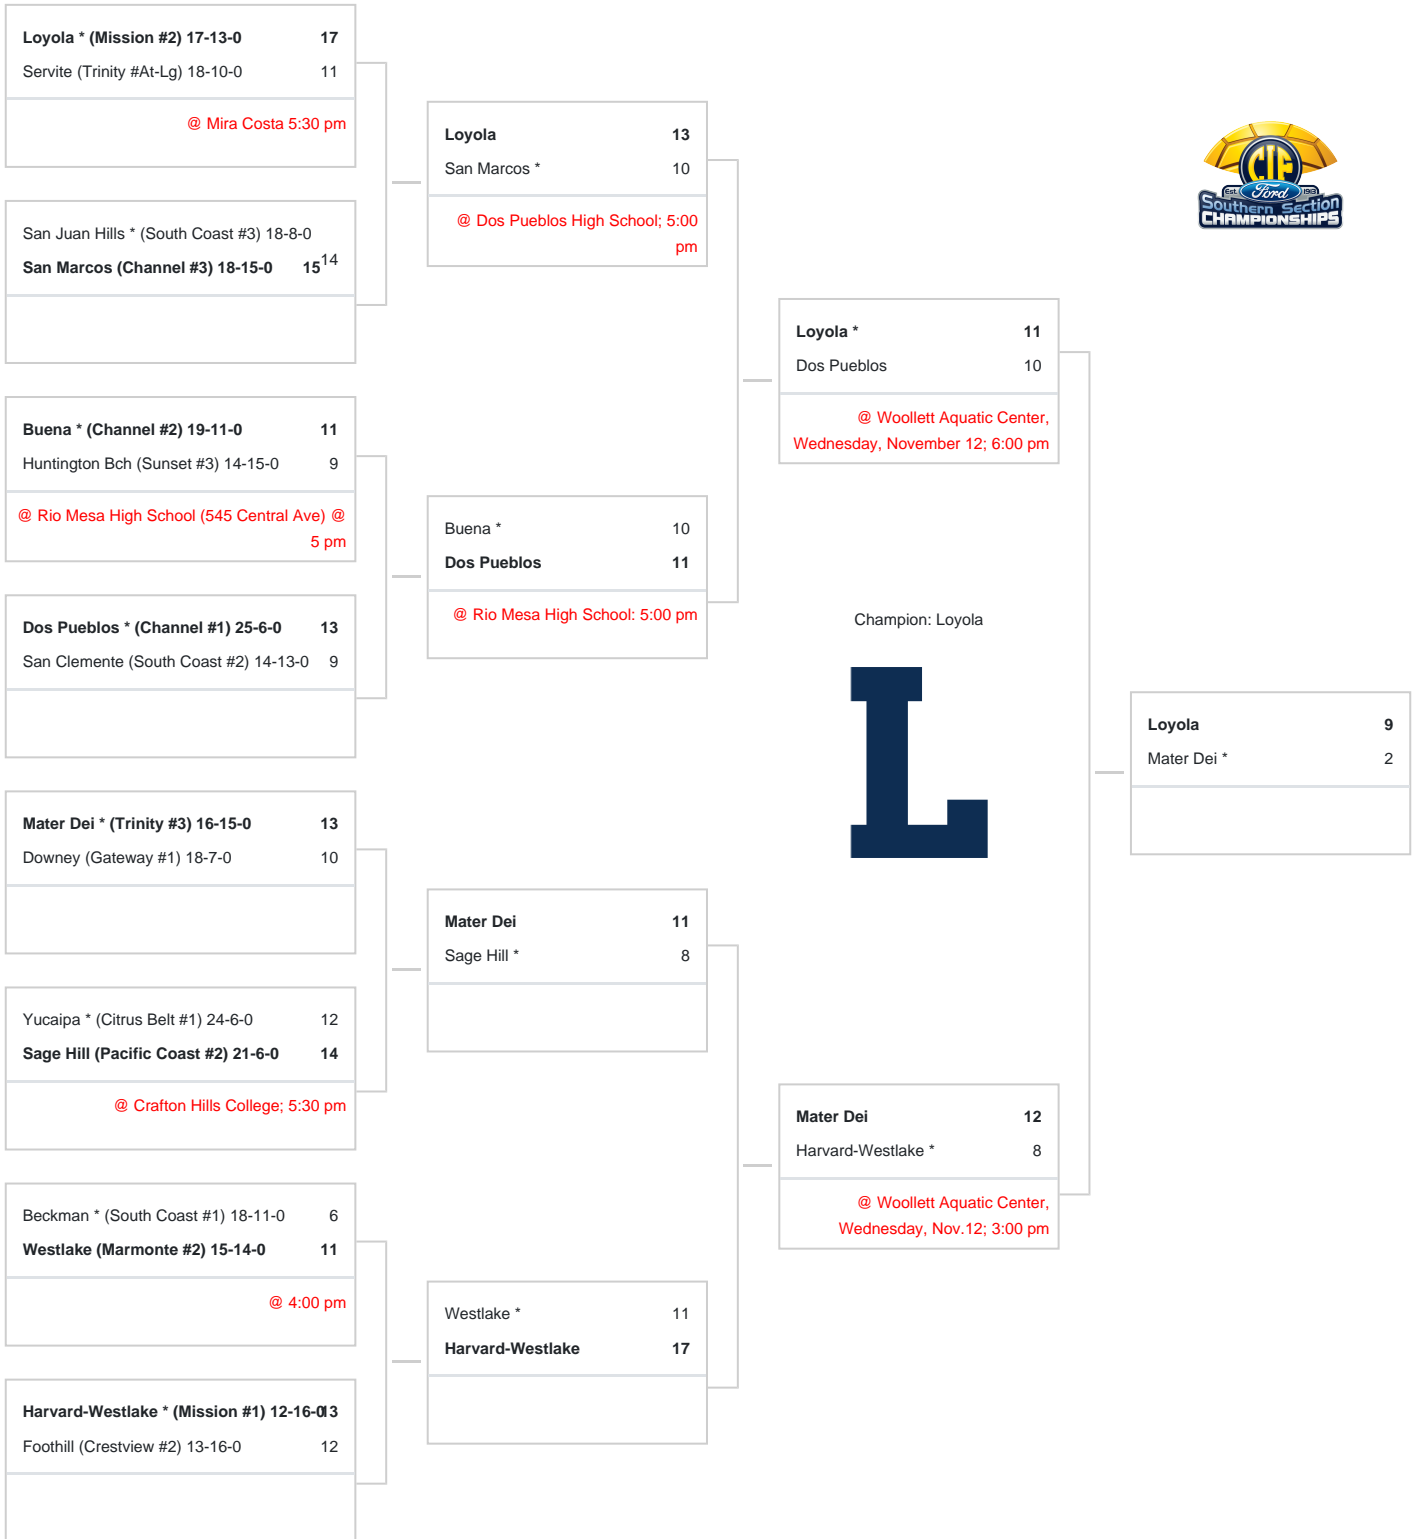 Loyola * (Mission #2) 17-13-0 17
Servite (Trinity #At-Lg) 18-10-0 11
@ Mira Costa 5:30 pm
San Juan Hills * (South Coast #3) 18-8-0 14
San Marcos (Channel #3) 18-15-0 15
Buena * (Channel #2) 19-11-0 11
Huntington Bch (Sunset #3) 14-15-0 9
@ Rio Mesa High School (545 Central Ave) @
5 pm
Dos Pueblos * (Channel #1) 25-6-0 13
San Clemente (South Coast #2) 14-13-0 9
Mater Dei * (Trinity #3) 16-15-0 13
Downey (Gateway #1) 18-7-0 10
Yucaipa * (Citrus Belt #1) 24-6-0 12
Sage Hill (Pacific Coast #2) 21-6-0 14
@ Crafton Hills College; 5:30 pm
Beckman * (South Coast #1) 18-11-0 6
Westlake (Marmonte #2) 15-14-0 11
@ 4:00 pm
Harvard-Westlake * (Mission #1) 12-16-0 13
Foothill (Crestview #2) 13-16-0 12
Loyola 13
San Marcos * 10
@ Dos Pueblos High School; 5:00
pm
Buena * 10
Dos Pueblos 11
@ Rio Mesa High School: 5:00 pm
Mater Dei 11
Sage Hill * 8
Westlake * 11
Harvard-Westlake 17
Loyola * 11
Dos Pueblos 10
@ Woollett Aquatic Center,
Wednesday, November 12; 6:00 pm
Mater Dei 12
Harvard-Westlake * 8
@ Woollett Aquatic Center,
Wednesday, Nov.12; 3:00 pm
Champion: Loyola
L
Loyola 9
Mater Dei * 2
CIF
Est. Ford 1913
Southern Section
CHAMPIONSHIPS